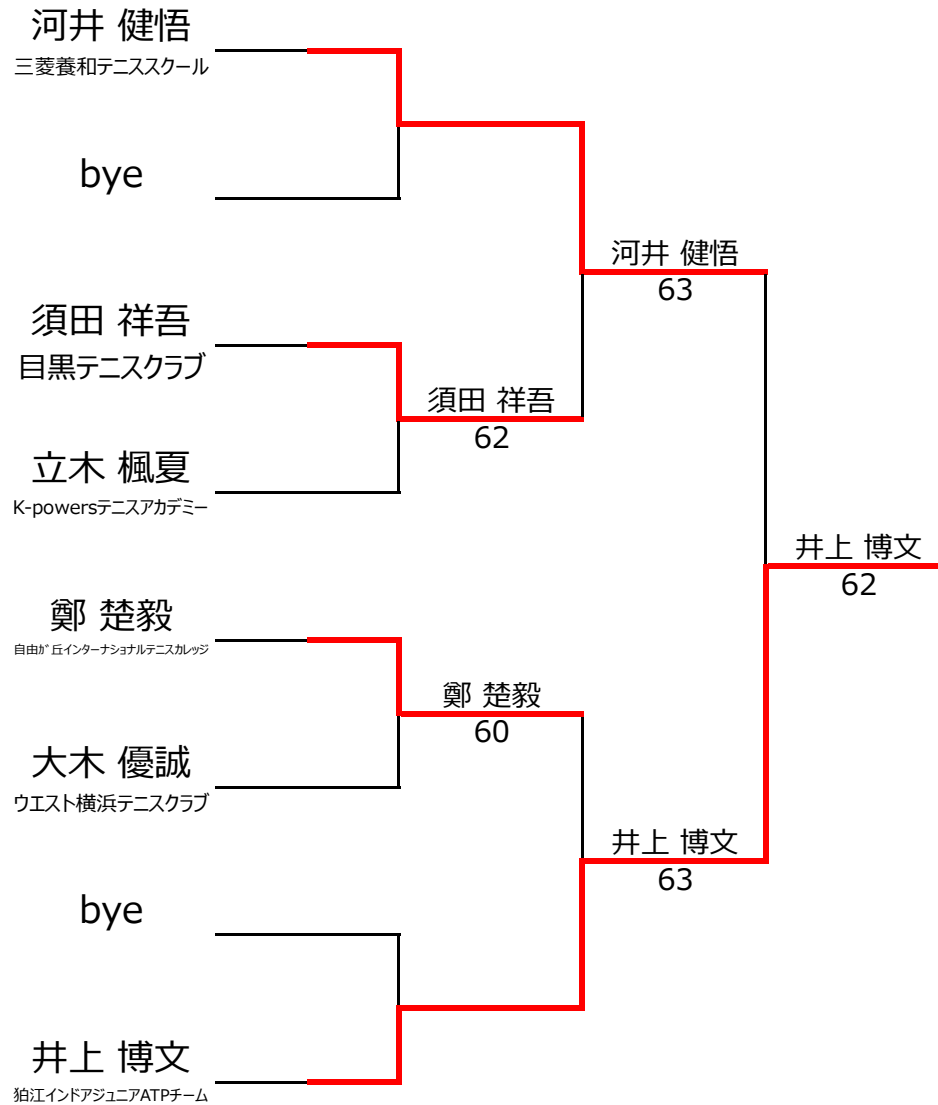 河井 健悟
三菱養和テニススクール
bye
河井 健悟
63
須田 祥吾
目黒テニスクラブ
須田 祥吾
62
立木 楓夏
K-powersテニスアカデミー
井上 博文
62
鄭 楚毅
自由ｶﾞ丘インターナショナルテニスカレッジ
鄭 楚毅
60
大木 優誠
ウエスト横浜テニスクラブ
井上 博文
63
bye
井上 博文
狛江インドアジュニアATPチーム